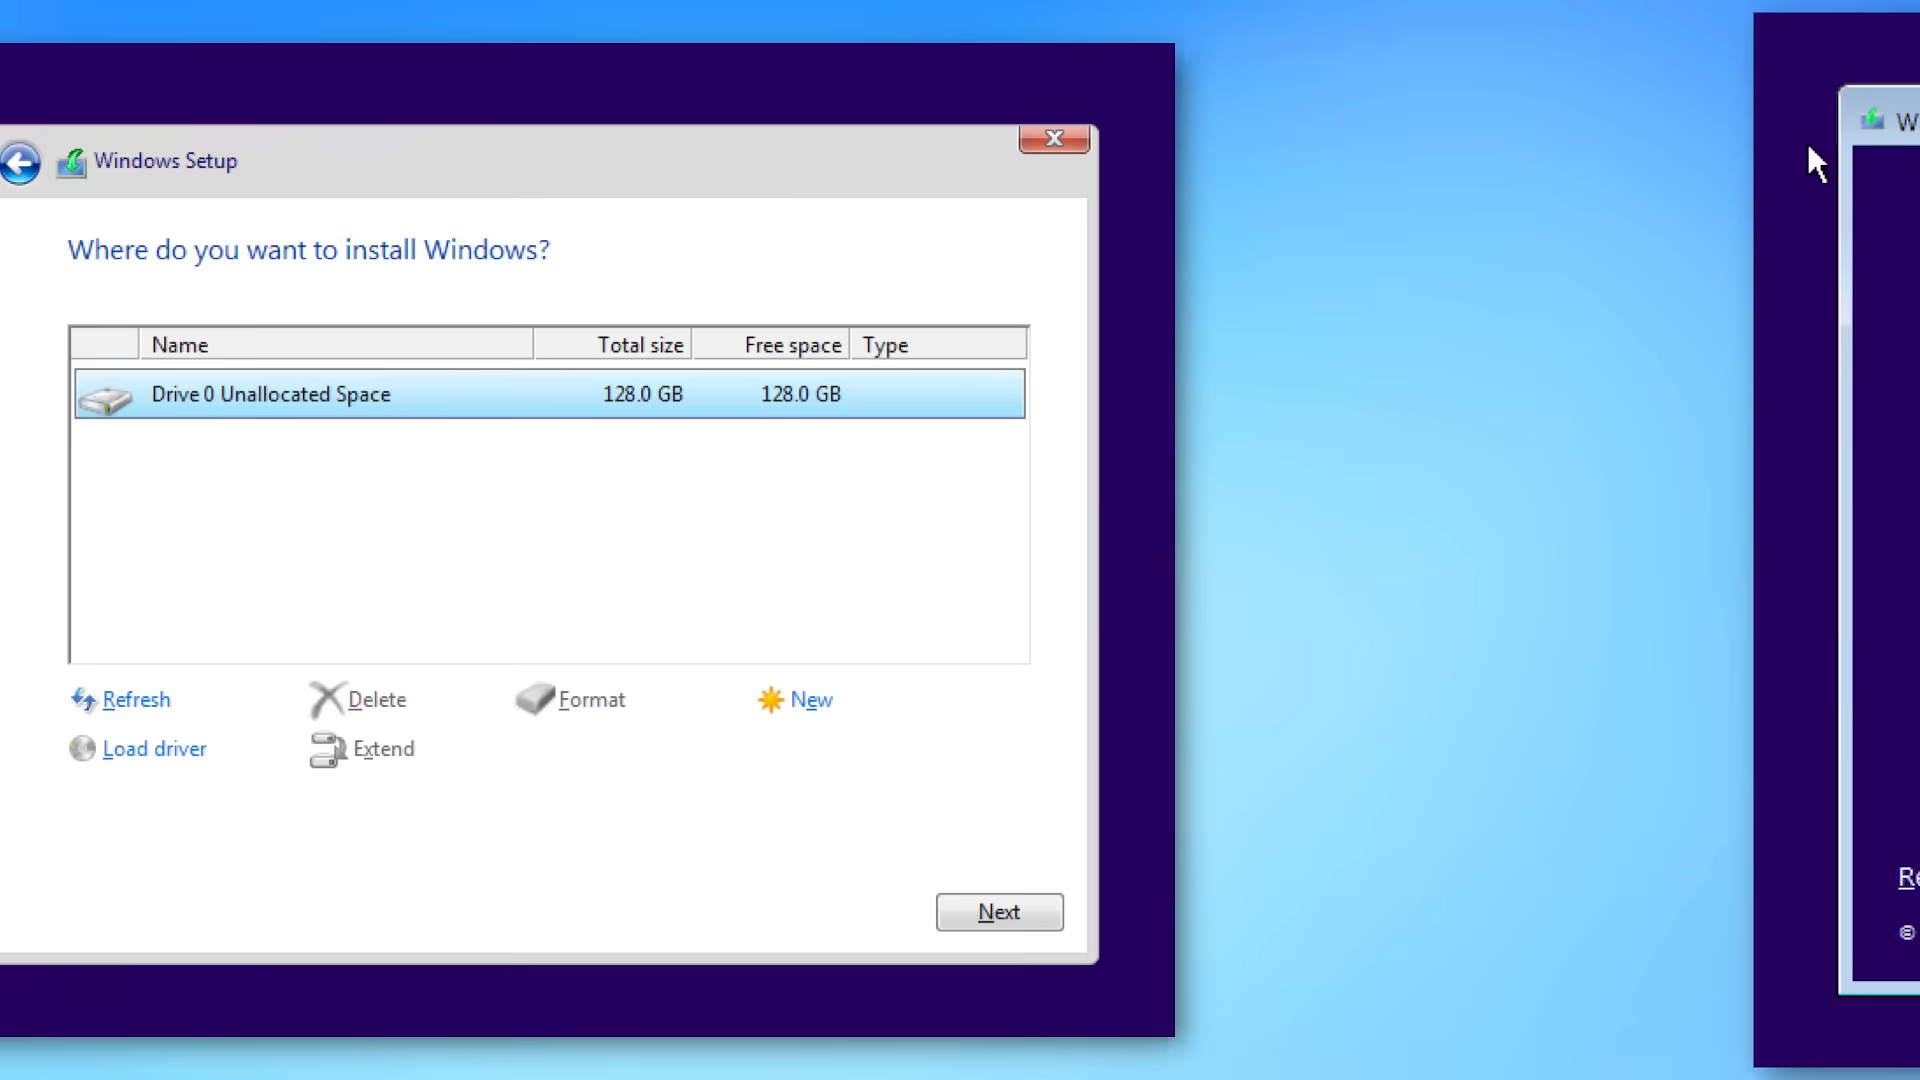 Windows Setup
Where do you want to install Windows?
Name Total size Free space Type
Drive 0 Unallocated Space 128.0 GB 128.0 GB
Refresh Delete Format New
Load driver Extend
Next